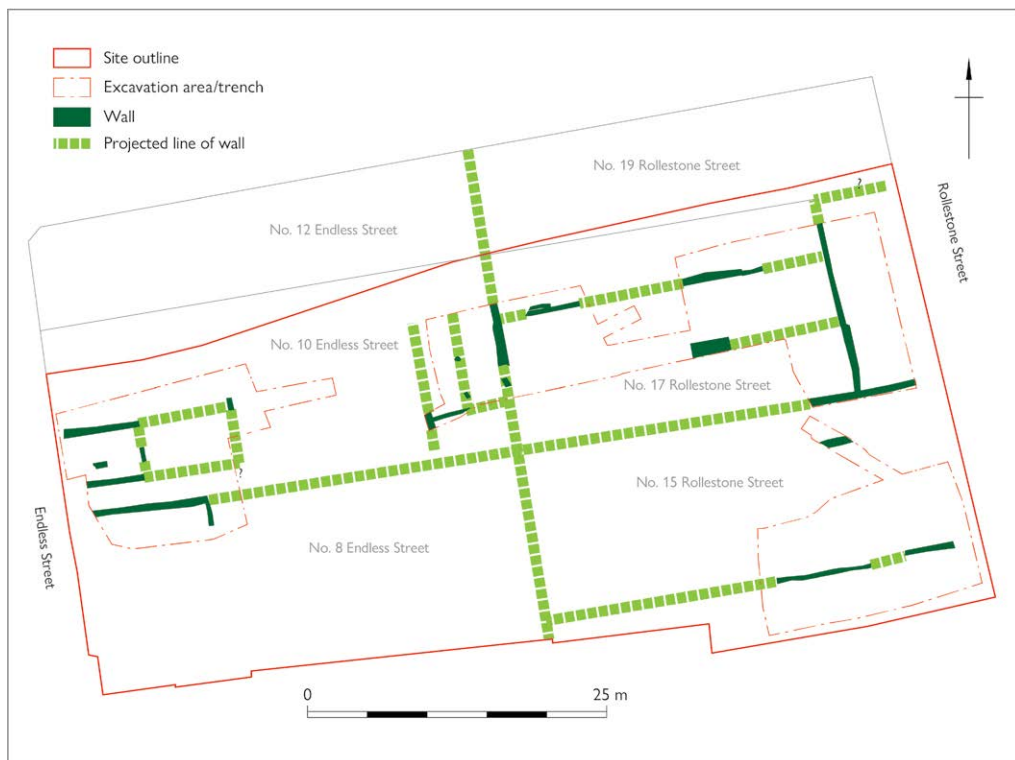 Site outline
Excavation area/trench
Wall
Projected line of wall
No. 19 Rollestone Street
?
Rollestone Street
No. 12 Endless Street
No. 10 Endless Street
No. 17 Rollestone Street
?
No. 15 Rollestone Street
Endless Street
No. 8 Endless Street
0
25 m